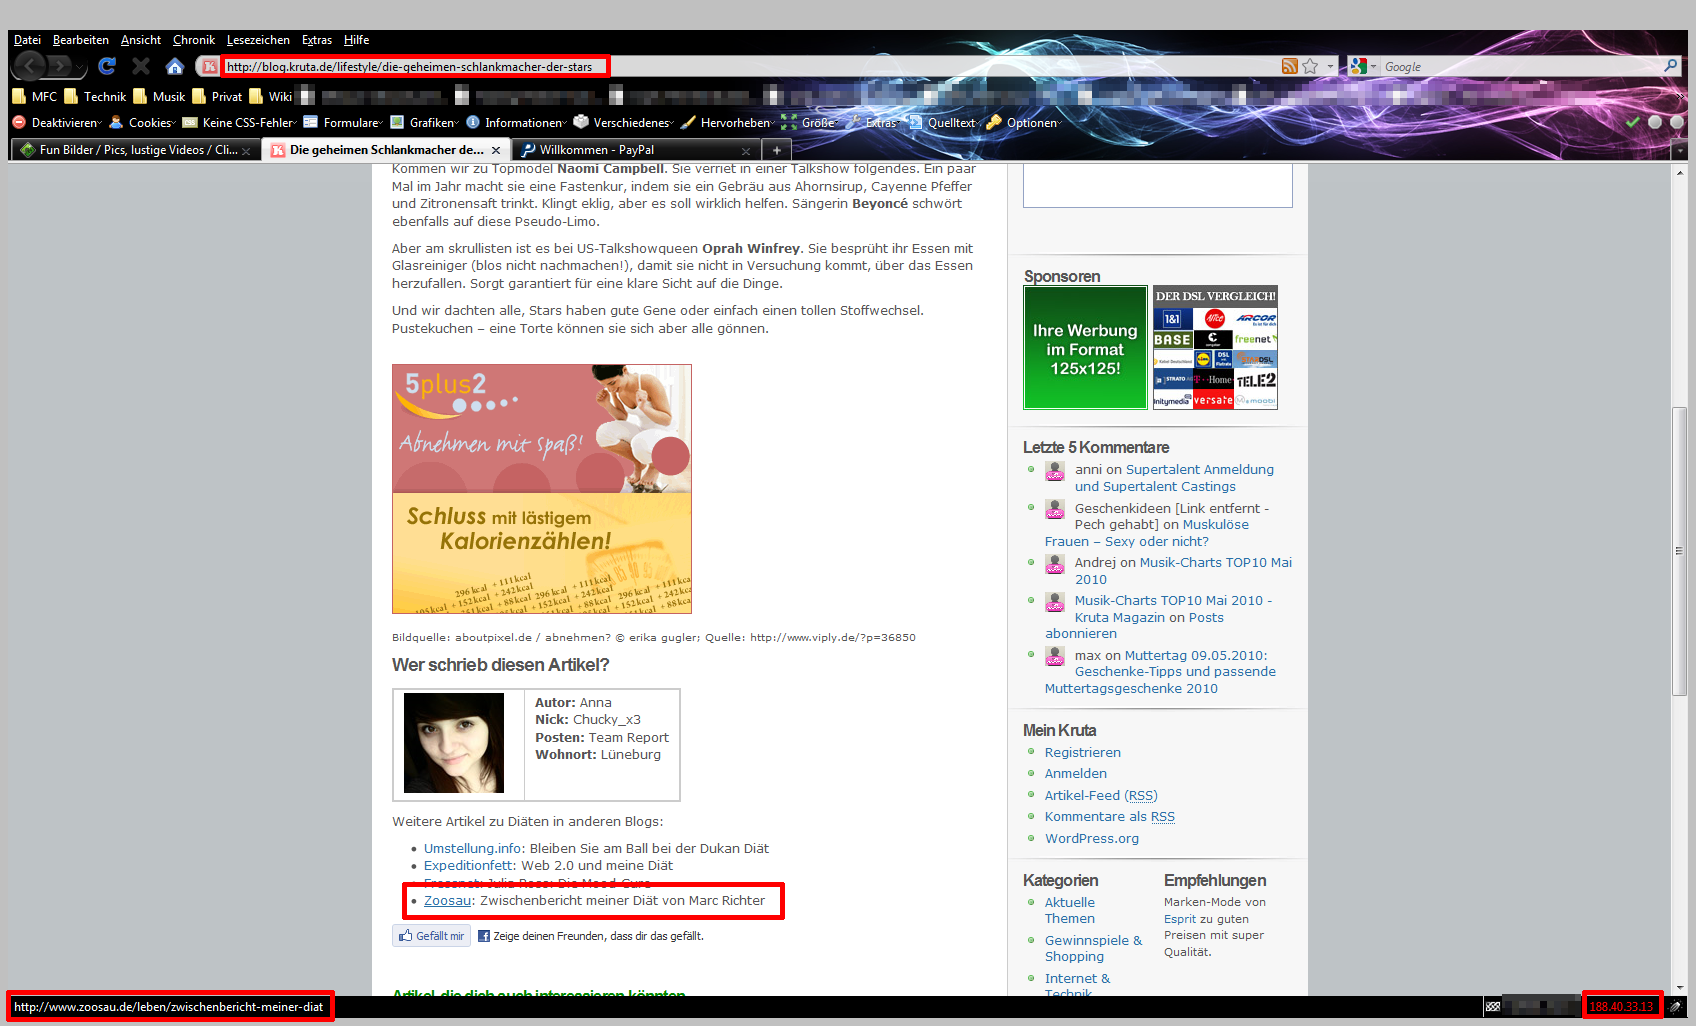 Datei Bearbeiten Ansicht Chronik Lesezeichen Extras Hilfe
http://blog.kruta.de/lifestyle/die-geheimen-schlankmacher-der-stars
Google
MFC Technik Musik Privat Wiki
Deaktivieren Cookies Keine CSS-Fehler Formulare Grafiken Informationen Verschiedenes Hervorheben Größe Extras Quelltext Optionen
Fun Bilder / Pics, lustige Videos / Cli... Die geheimen Schlankmacher de... Willkommen - PayPal
Kommen wir zu Topmodel Naomi Campbell. Sie verriet in einer Talkshow folgendes. Ein paar
Mal im Jahr macht sie eine Fastenkur, indem sie ein Gebräu aus Ahornsirup, Cayenne Pfeffer
und Zitronensaft trinkt. Klingt eklig, aber es soll wirklich helfen. Sängerin Beyoncé schwört
ebenfalls auf diese Pseudo-Limo.
Aber am skrullisten ist es bei US-Talkshowqueen Oprah Winfrey. Sie besprüht ihr Essen mit
Glasreiniger (blos nicht nachmachen!), damit sie nicht in Versuchung kommt, über das Essen
herzufallen. Sorgt garantiert für eine klare Sicht auf die Dinge.
Und wir dachten alle, Stars haben gute Gene oder einfach einen tollen Stoffwechsel.
Pustekuchen – eine Torte können sie sich aber alle gönnen.
5plus2
Abnehmen mit spaß!
Schluss mit lästigem
Kalorienzählen!
296 kcal + 111 kcal
+ 152 kcal + 242 kcal
Bildquelle: aboutpixel.de / abnehmen? © erika gugler; Quelle: http://www.viply.de/?p=36850
Wer schrieb diesen Artikel?
Autor: Anna
Nick: Chucky_x3
Posten: Team Report
Wohnort: Lüneburg
Weitere Artikel zu Diäten in anderen Blogs:
Umstellung.info: Bleiben Sie am Ball bei der Dukan Diät
Expeditionfett: Web 2.0 und meine Diät
Zoosau: Zwischenbericht meiner Diät von Marc Richter
Gefällt mir Zeige deinen Freunden, dass dir das gefällt.
Artikel, die dich auch interessieren könnten
Sponsoren
Ihre Werbung
im Format
125x125!
DER DSL VERGLEICH!
1&1 Alice ARCOR
BASE congstar freenet
Kabel Deutschland DSL
STRATO T-Home TELE2
unitymedia versatel moobi
Letzte 5 Kommentare
anni on Supertalent Anmeldung
und Supertalent Castings
Geschenkideen [Link entfernt -
Pech gehabt] on Muskulöse
Frauen – Sexy oder nicht?
Andrej on Musik-Charts TOP10 Mai
2010
Musik-Charts TOP10 Mai 2010 -
Kruta Magazin on Posts
abonnieren
max on Muttertag 09.05.2010:
Geschenke-Tipps und passende
Muttertagsgeschenke 2010
Mein Kruta
Registrieren
Anmelden
Artikel-Feed (RSS)
Kommentare als RSS
WordPress.org
Kategorien
Aktuelle
Themen
Gewinnspiele &
Shopping
Internet &
Technik
Empfehlungen
Marken-Mode von
Esprit zu guten
Preisen mit super
Qualität.
http://www.zoosau.de/leben/zwischenbericht-meiner-diat
188.40.33.13